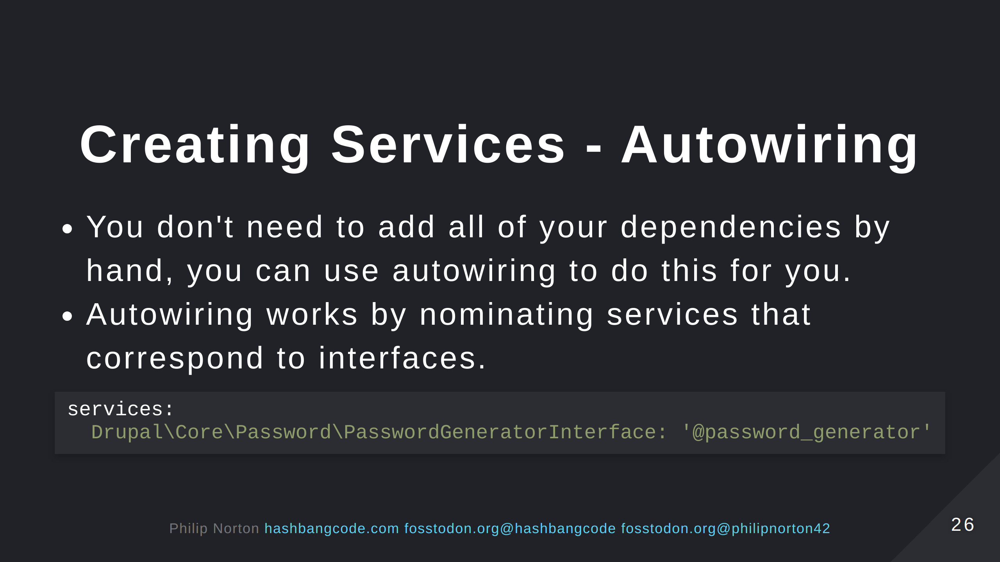 Creating Services - Autowiring
• You don't need to add all of your dependencies by
hand, you can use autowiring to do this for you.
• Autowiring works by nominating services that
correspond to interfaces.
services:
  Drupal\Core\Password\PasswordGeneratorInterface: '@password_generator'
Philip Norton hashbangcode.com fosstodon.org@hashbangcode fosstodon.org@philipnorton42
26